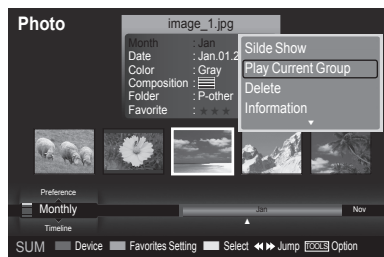 Photo
image_1.jpg
Month : Jan
Date : Jan.01.2
Color : Gray
Composition :
Folder : P-other
Favorite : ★ ★ ★
Silde Show
Play Current Group
Delete
Information
Preference
Monthly
Timeline
Jan
Nov
SUM Device Favorites Setting Select ◄◄ ►► Jump TOOLS Option